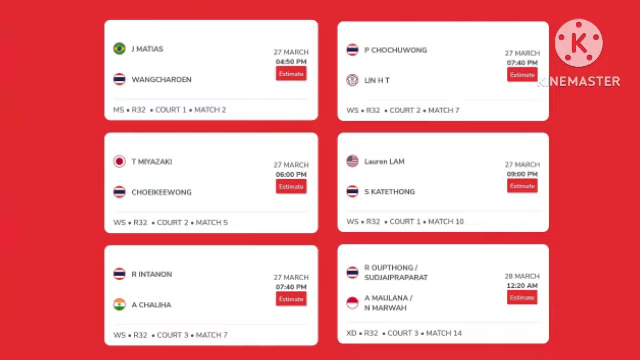 J MATIAS
27 MARCH
04:50 PM
Estimate
WANGCHAROEN
MS • R32 • COURT 1 • MATCH 2
P CHOCHUWONG
27 MARCH
07:40 PM
Estimate
LIN H T
WS • R32 • COURT 2 • MATCH 7
T MIYAZAKI
27 MARCH
06:00 PM
Estimate
CHOEIKEEWONG
WS • R32 • COURT 2 • MATCH 5
Lauren LAM
27 MARCH
09:00 PM
Estimate
S KATETHONG
WS • R32 • COURT 1 • MATCH 10
R INTANON
27 MARCH
07:40 PM
Estimate
A CHALIHA
WS • R32 • COURT 3 • MATCH 7
R OUPTHONG /
SUDJAIPRAPARAT
28 MARCH
12:20 AM
Estimate
A MAULANA /
N MARWAH
XD • R32 • COURT 3 • MATCH 14
K
KINEMASTER